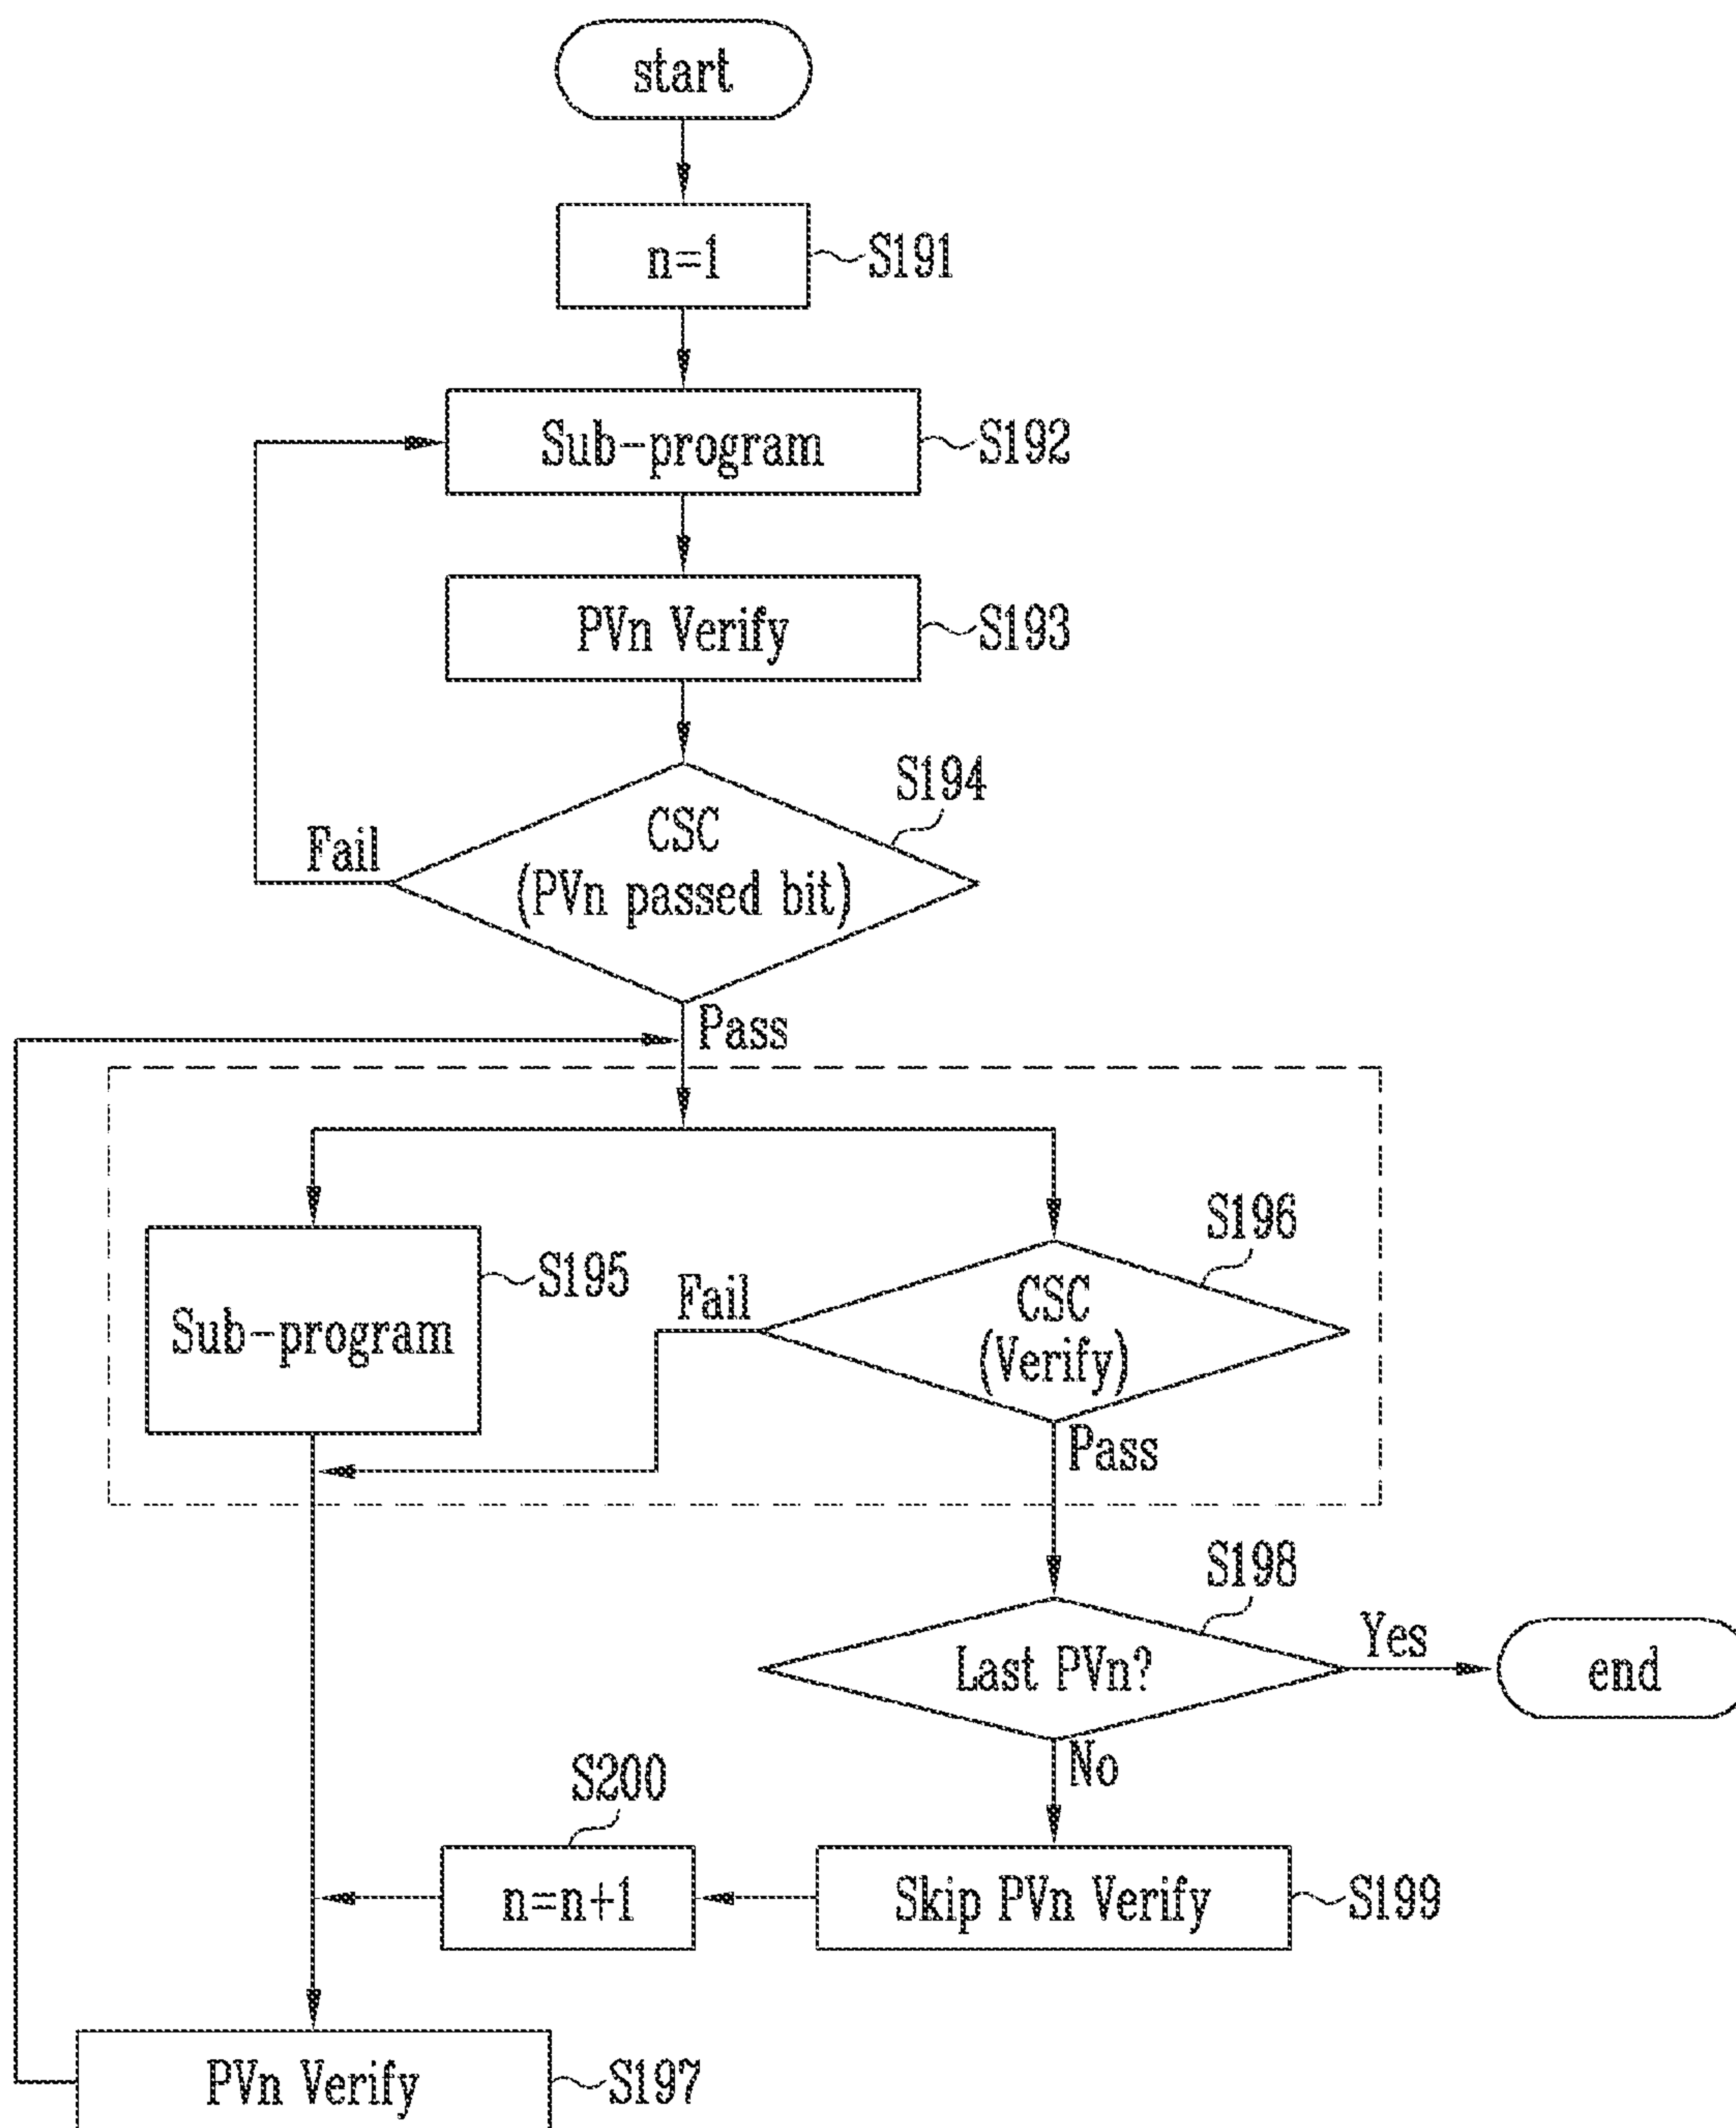 start
n=1
S191
Sub-program
S192
PVn Verify
S193
S194
CSC
(PVn passed bit)
Fail
Pass
S196
S195
Sub-program
Fail
CSC
(Verify)
Pass
S198
Last PVn?
Yes
end
No
S200
n=n+1
Skip PVn Verify
S199
PVn Verify
S197